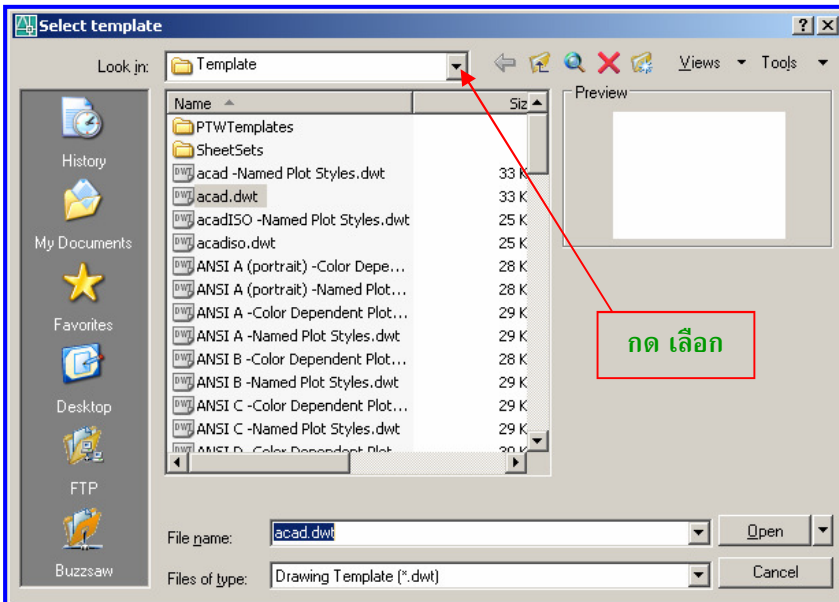 Select template
Look in:
Template
Views
Tools
History
My Documents
Favorites
Desktop
FTP
Buzzsaw
Name
Siz
PTWTemplates
SheetSets
acad -Named Plot Styles.dwt 33 K
acad.dwt 33 K
acadISO -Named Plot Styles.dwt 25 K
acadiso.dwt 25 K
ANSI A (portrait) -Color Depe... 28 K
ANSI A (portrait) -Named Plot... 28 K
ANSI A -Color Dependent Plot... 29 K
ANSI A -Named Plot Styles.dwt 29 K
ANSI B -Color Dependent Plot... 28 K
ANSI B -Named Plot Styles.dwt 29 K
ANSI C -Color Dependent Plot... 29 K
ANSI C -Named Plot Styles.dwt 29 K
ANSI D -Color Dependent Plot
Preview
กด เลือก
File name:
acad.dwt
Open
Files of type:
Drawing Template (*.dwt)
Cancel